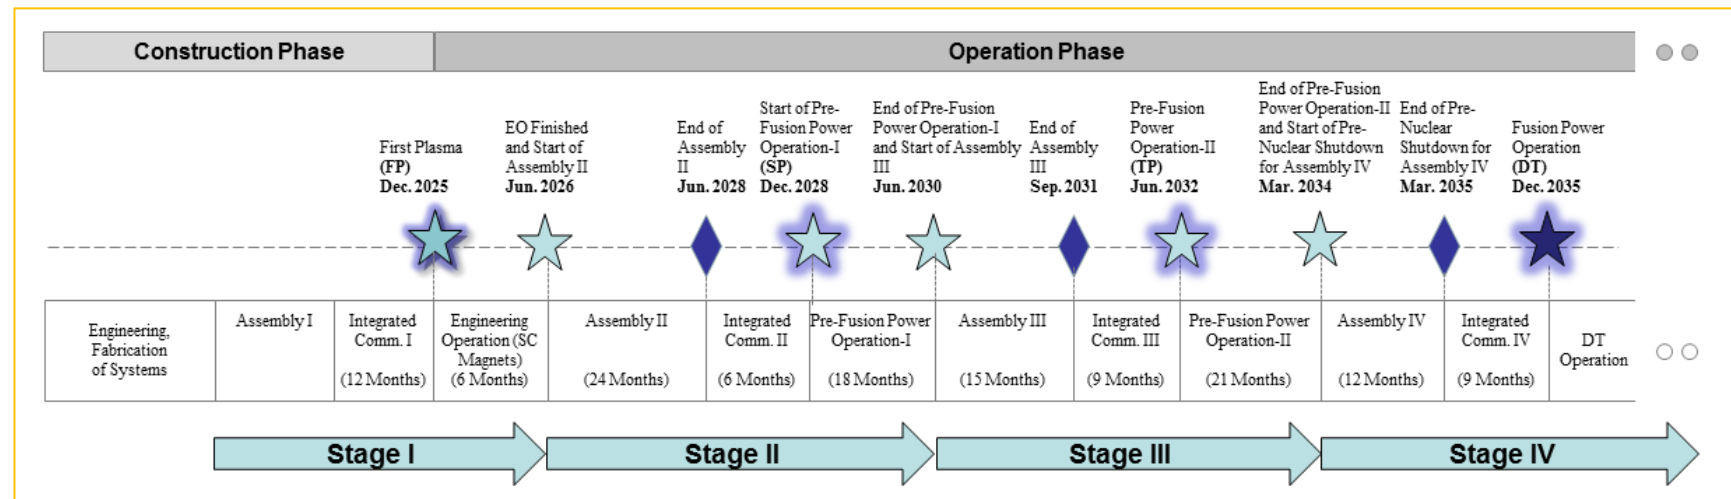 Construction Phase
Operation Phase
First Plasma
(FP)
Dec. 2025
EO Finished
and Start of
Assembly II
Jun. 2026
End of
Assembly
II
Jun. 2028
Start of Pre-
Fusion Power
Operation-I
(SP)
Dec. 2028
End of Pre-Fusion
Power Operation-I
and Start of Assembly
III
Jun. 2030
End of
Assembly
III
Sep. 2031
Pre-Fusion
Power
Operation-II
(TP)
Jun. 2032
End of Pre-Fusion
Power Operation-II
and Start of Pre-
Nuclear Shutdown
for Assembly IV
Mar. 2034
End of Pre-
Nuclear
Shutdown for
Assembly IV
Mar. 2035
Fusion Power
Operation
(DT)
Dec. 2035
Engineering,
Fabrication
of Systems
Assembly I
Integrated
Comm. I
(12 Months)
Engineering
Operation (SC
Magnets)
(6 Months)
Assembly II
(24 Months)
Integrated
Comm. II
(6 Months)
Pre-Fusion Power
Operation-I
(18 Months)
Assembly III
(15 Months)
Integrated
Comm. III
(9 Months)
Pre-Fusion Power
Operation-II
(21 Months)
Assembly IV
(12 Months)
Integrated
Comm. IV
(9 Months)
DT
Operation
Stage I
Stage II
Stage III
Stage IV